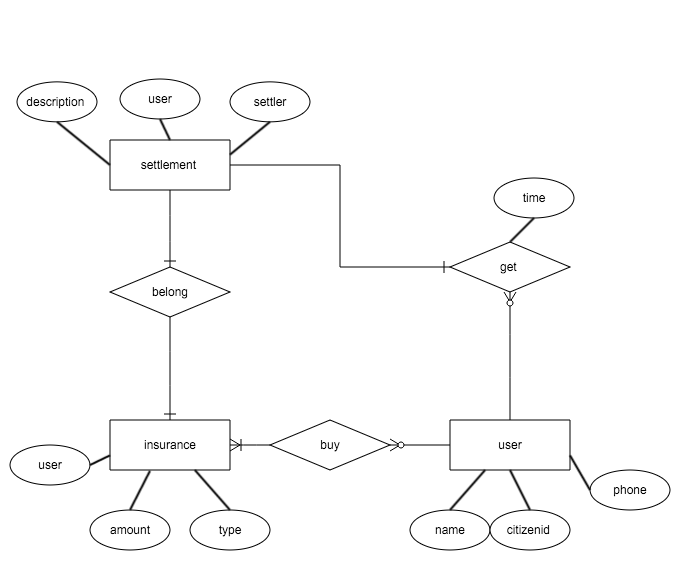 description
user
settler
settlement
time
get
belong
insurance
buy
user
user
phone
amount
type
name
citizenid